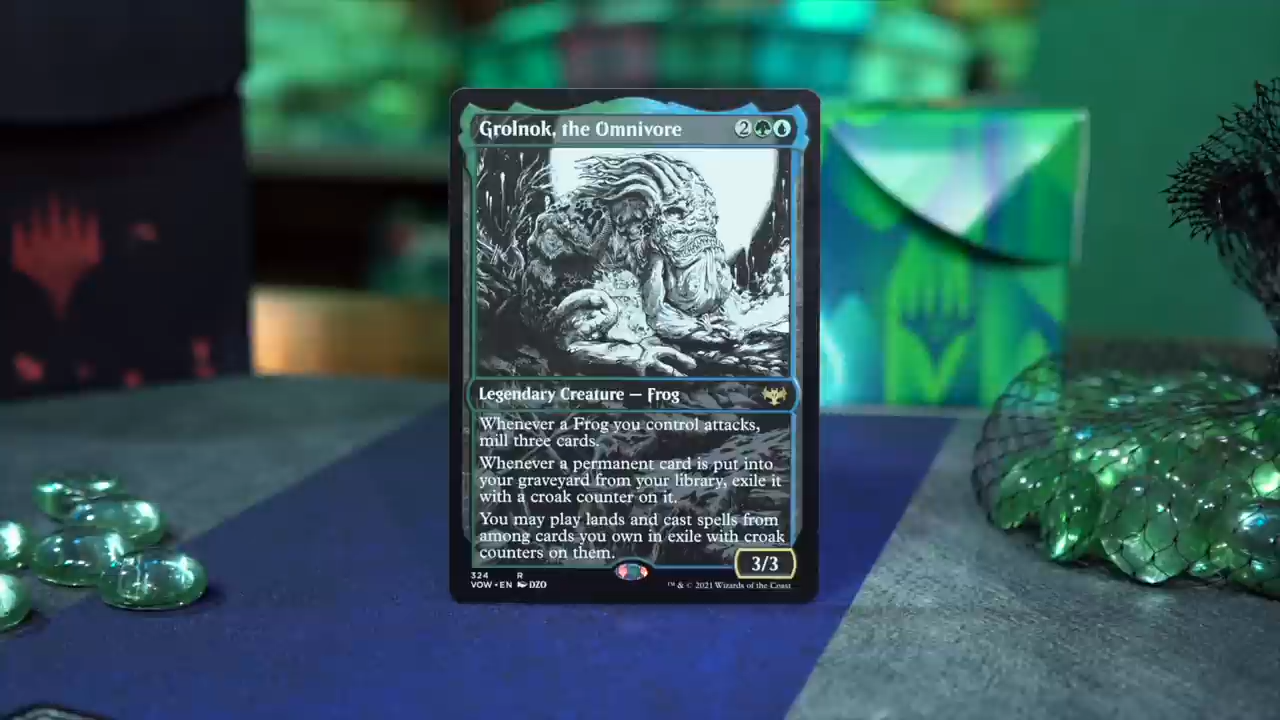 Grolnok, the Omnivore 2
Legendary Creature — Frog
Whenever a Frog you control attacks,
mill three cards.
Whenever a permanent card is put into
your graveyard from your library, exile it
with a croak counter on it.
You may play lands and cast spells from
among cards you own in exile with croak
counters on them.
3/3
324 R
VOW • EN DZO
™ & © 2021 Wizards of the Coast